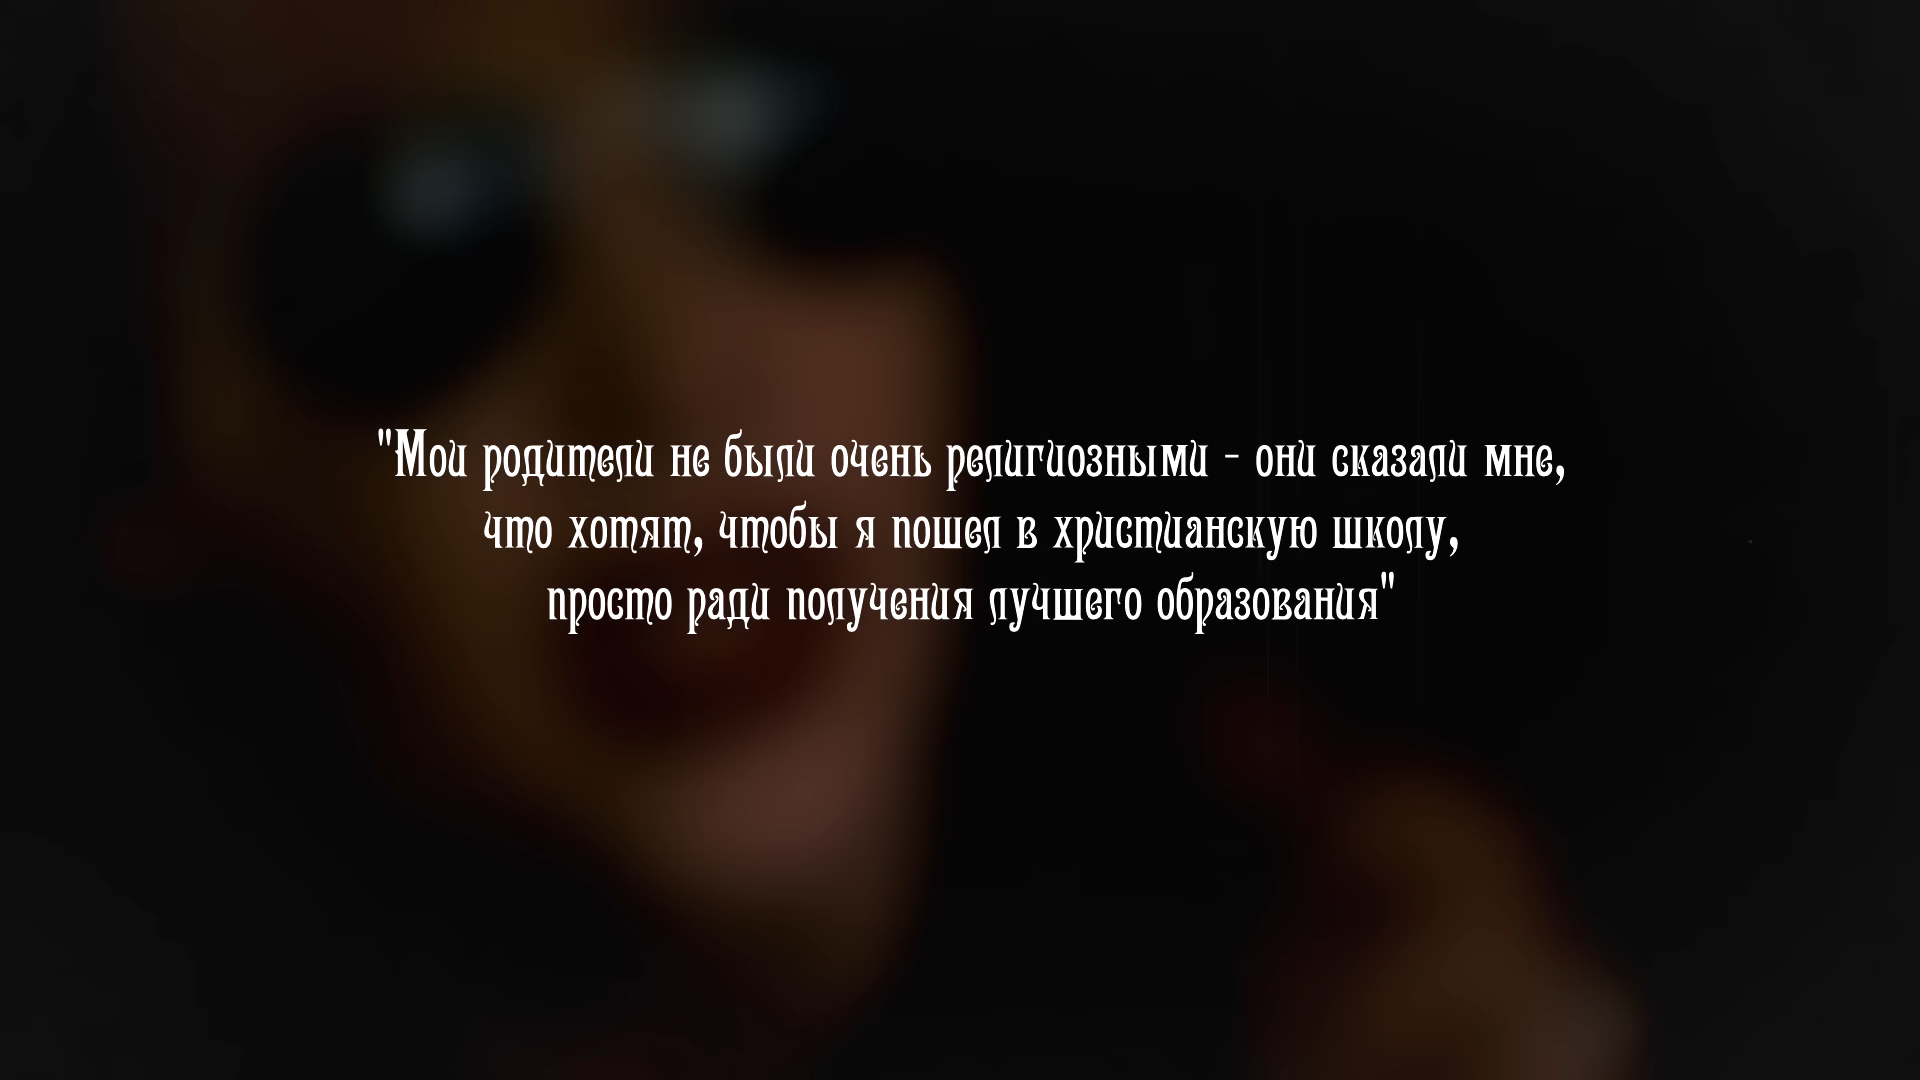 "Мои родители не были очень религиозными - они сказали мне,
что хотят, чтобы я пошел в христианскую школу,
просто ради получения лучшего образования"